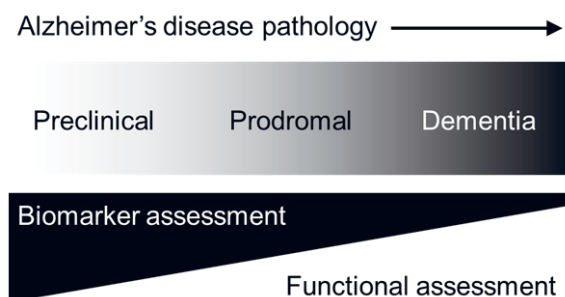 Alzheimer’s disease pathology
Preclinical Prodromal Dementia
Biomarker assessment
Functional assessment